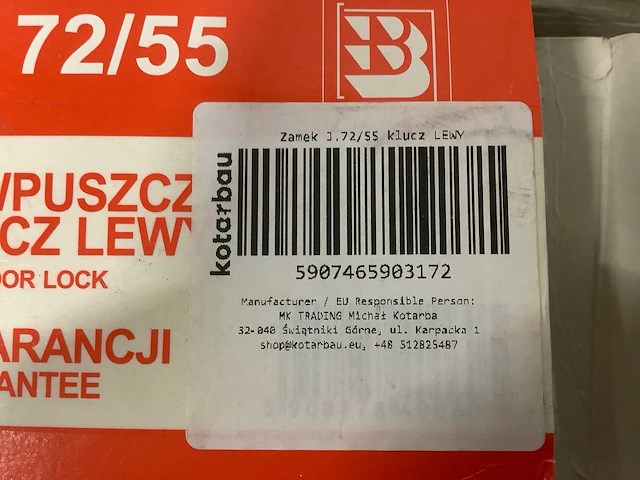 72/55
B
Zamek J.72/55 klucz LEWY
kotarbau
5907465903172
Manufacturer / EU Responsible Person:
MK TRADING Michał Kotarba
32-040 Świątniki Górne, ul. Karpacka 1
shop@kotarbau.eu, +48 512825487
WPUSZCZ
CZ LEWY
OOR LOCK
ARANCJI
ANTEE